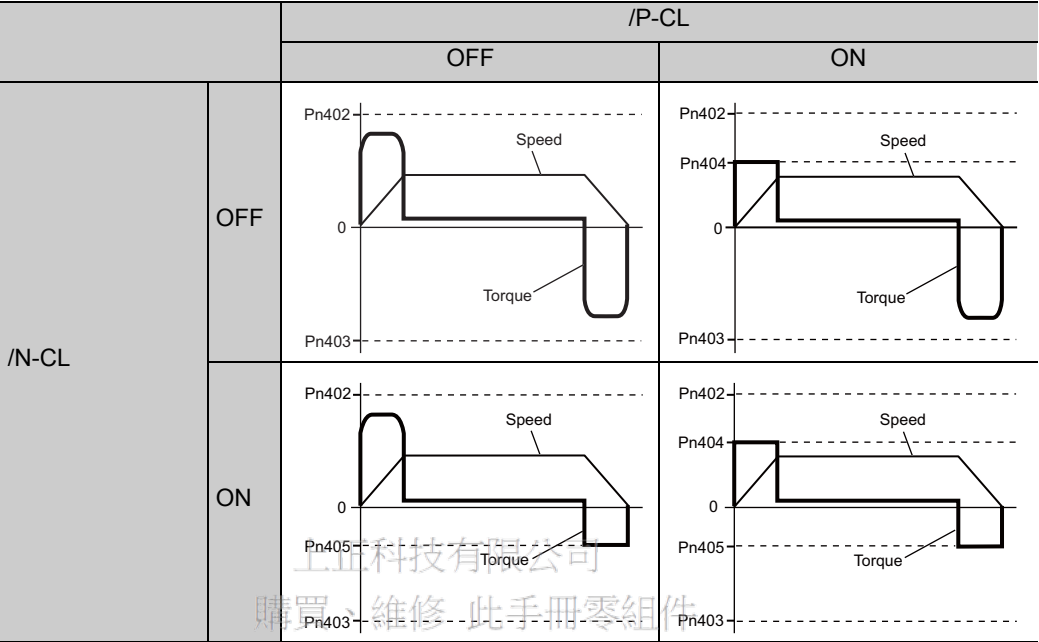 /P-CL
OFF
ON
/N-CL
OFF
Pn402
Speed
0
Torque
Pn403
Pn402
Pn404
Speed
0
Torque
Pn403
ON
Pn402
Speed
0
Pn405
Torque
Pn403
Pn402
Pn404
Speed
0
Pn405
Torque
Pn403
上正科技有限公司
購買、維修 此手冊零組件